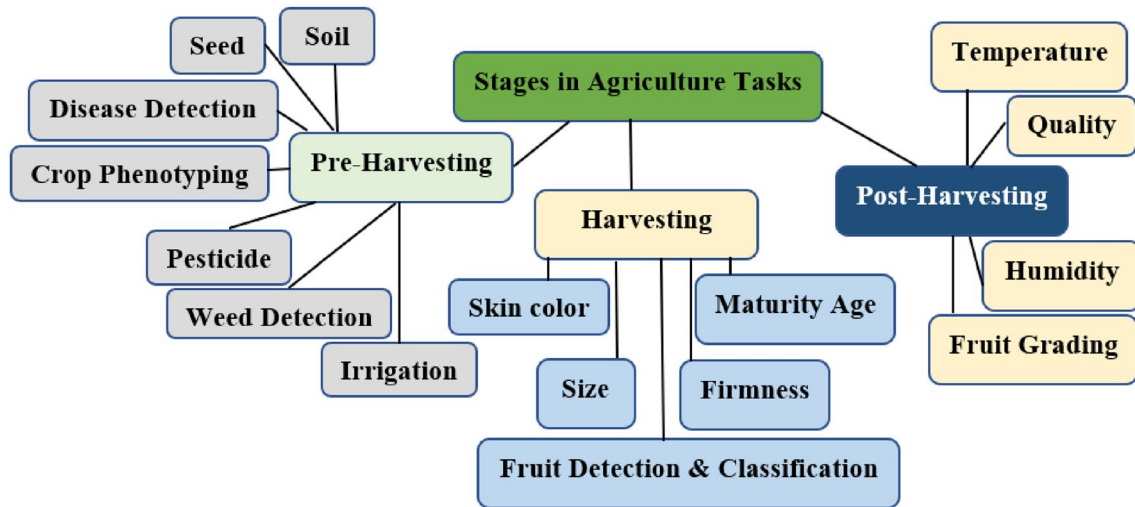 Stages in Agriculture Tasks
Pre-Harvesting
Seed
Soil
Disease Detection
Crop Phenotyping
Pesticide
Weed Detection
Irrigation
Harvesting
Skin color
Size
Fruit Detection & Classification
Firmness
Maturity Age
Post-Harvesting
Temperature
Quality
Humidity
Fruit Grading